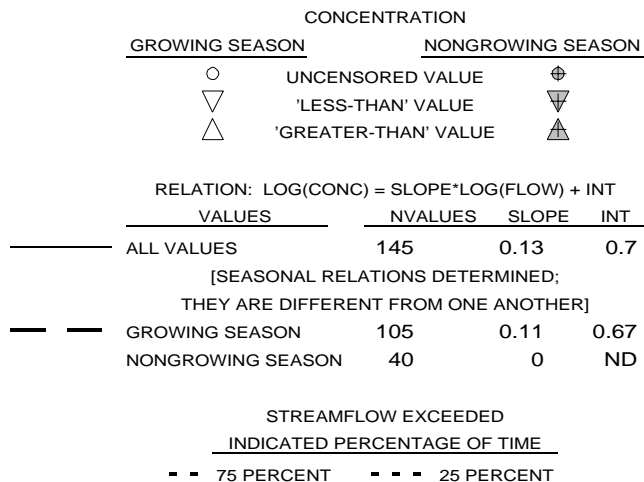 CONCENTRATION
GROWING SEASON NONGROWING SEASON
UNCENSORED VALUE
'LESS-THAN' VALUE
'GREATER-THAN' VALUE
RELATION: LOG(CONC) = SLOPE*LOG(FLOW) + INT
VALUES NVALUES SLOPE INT
ALL VALUES 145 0.13 0.7
[SEASONAL RELATIONS DETERMINED;
THEY ARE DIFFERENT FROM ONE ANOTHER]
GROWING SEASON 105 0.11 0.67
NONGROWING SEASON 40 0 ND
STREAMFLOW EXCEEDED
INDICATED PERCENTAGE OF TIME
75 PERCENT 25 PERCENT